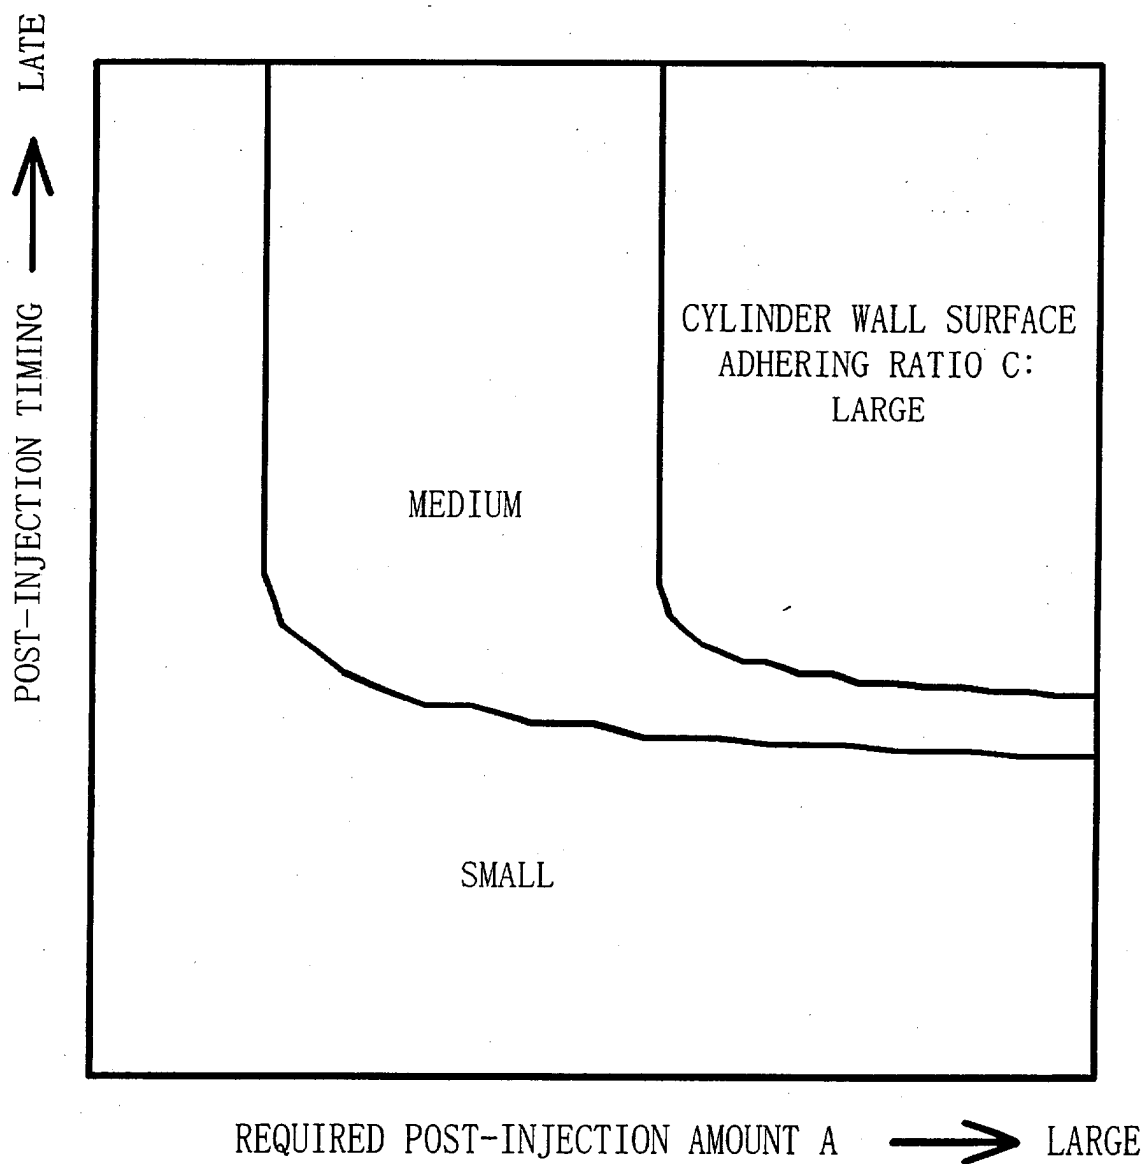 POST-INJECTION TIMING → LATE
CYLINDER WALL SURFACE
ADHERING RATIO C:
LARGE
MEDIUM
SMALL
REQUIRED POST-INJECTION AMOUNT A → LARGE